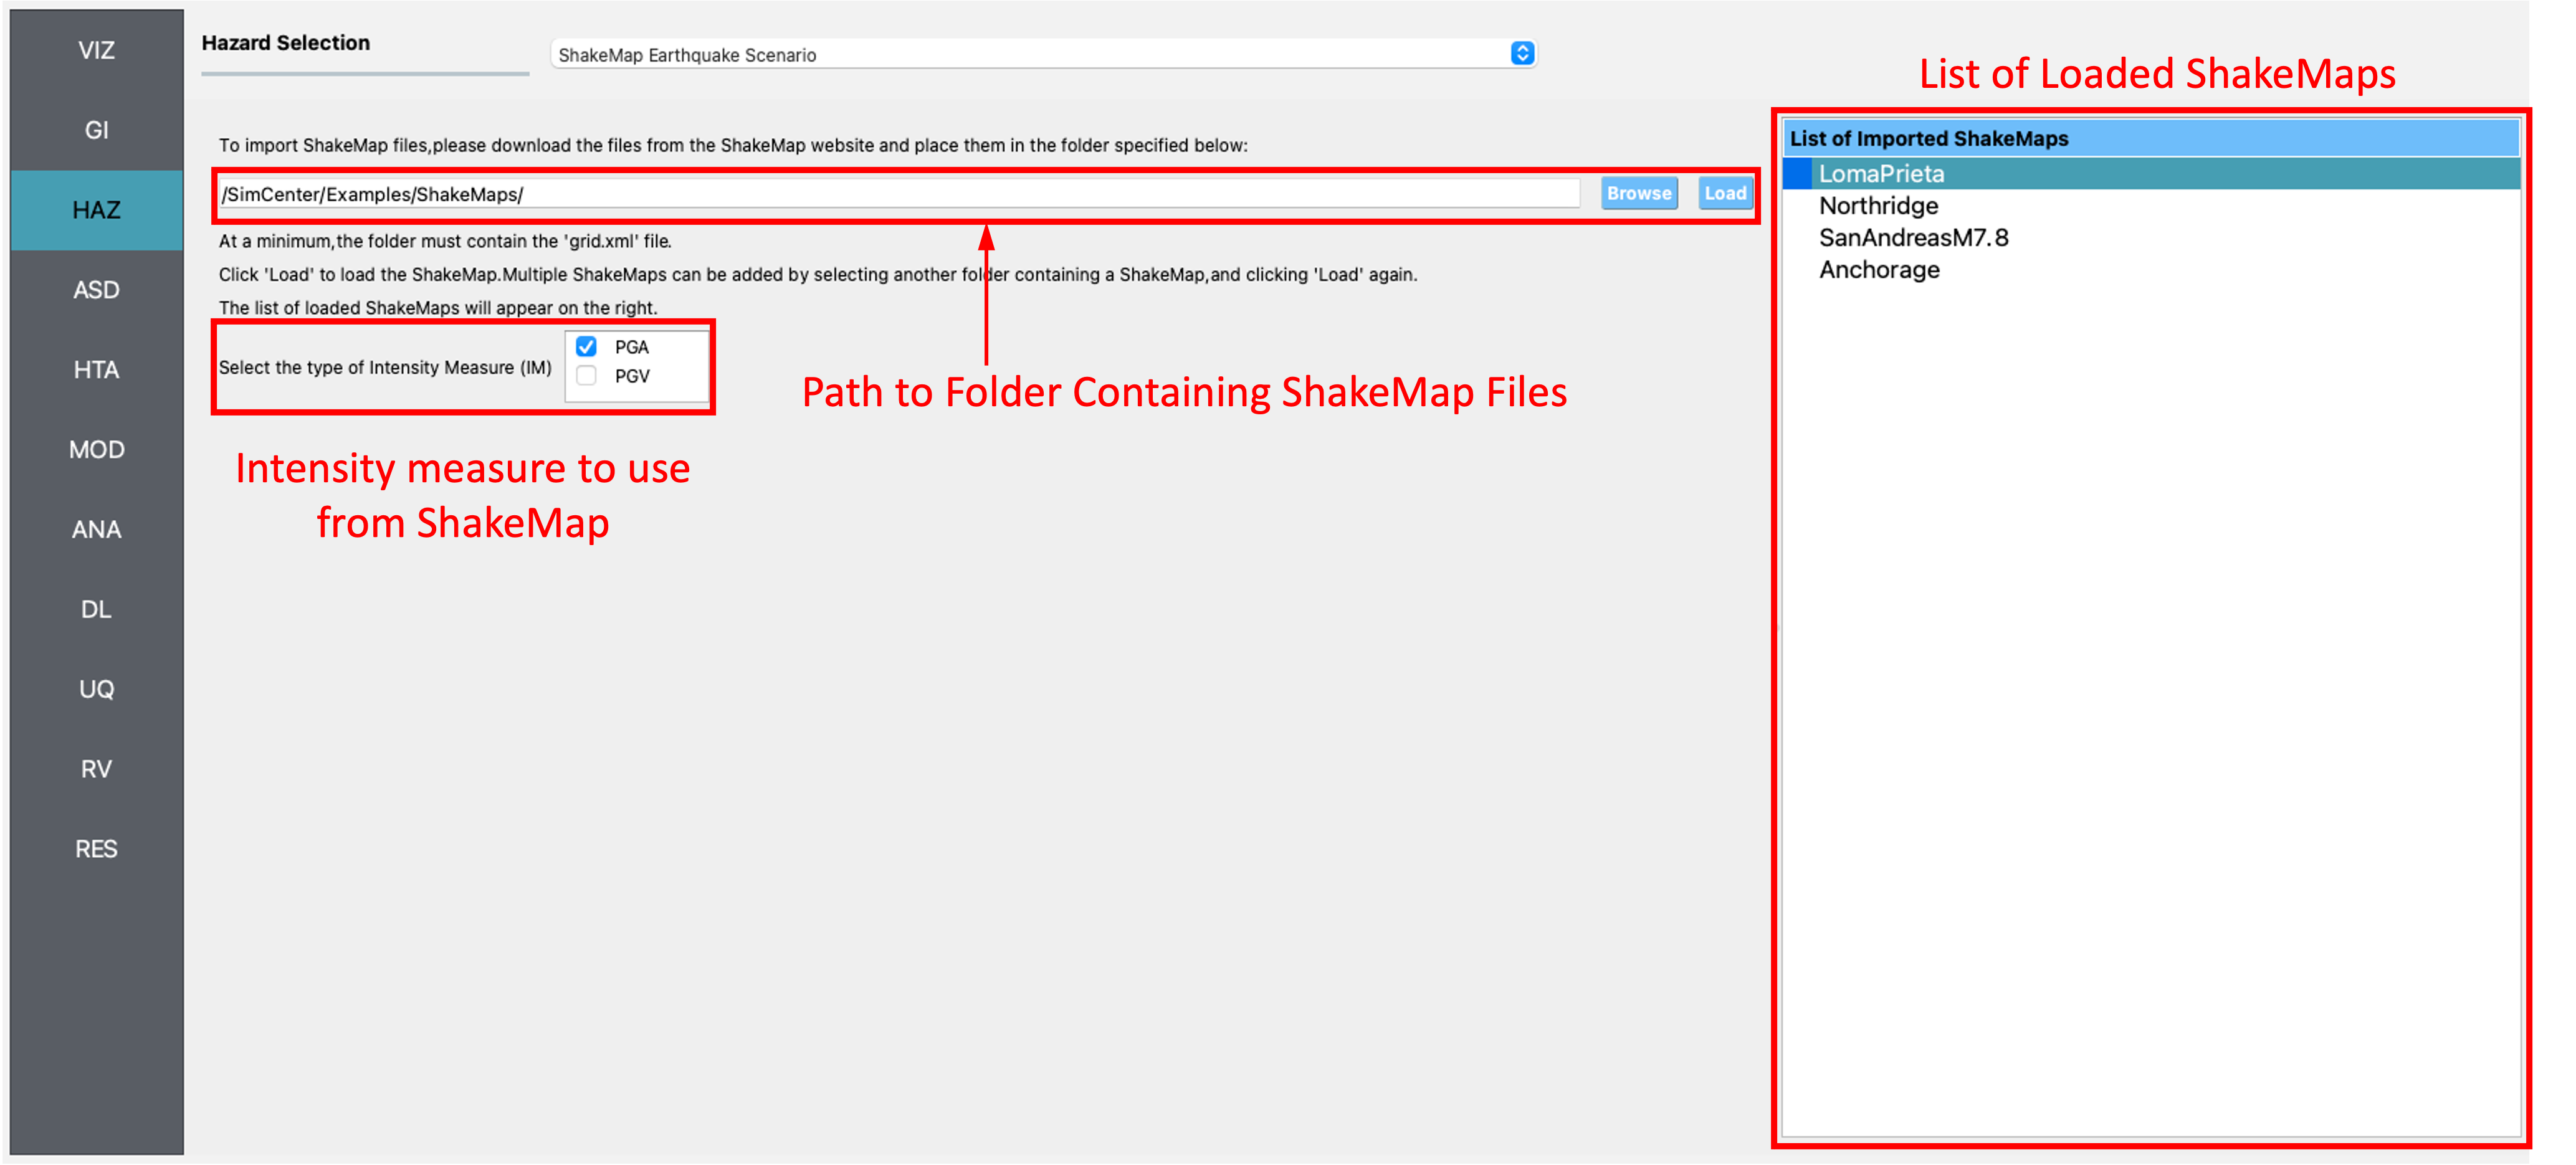 VIZ
GI
HAZ
ASD
HTA
MOD
ANA
DL
UQ
RV
RES
Hazard Selection
ShakeMap Earthquake Scenario
To import ShakeMap files,please download the files from the ShakeMap website and place them in the folder specified below:
/SimCenter/Examples/ShakeMaps/
Browse
Load
At a minimum,the folder must contain the 'grid.xml' file.
Click 'Load' to load the ShakeMap.Multiple ShakeMaps can be added by selecting another folder containing a ShakeMap,and clicking 'Load' again.
The list of loaded ShakeMaps will appear on the right.
Select the type of Intensity Measure (IM)
PGA
PGV
Path to Folder Containing ShakeMap Files
Intensity measure to use
from ShakeMap
List of Loaded ShakeMaps
List of Imported ShakeMaps
LomaPrieta
Northridge
SanAndreasM7.8
Anchorage